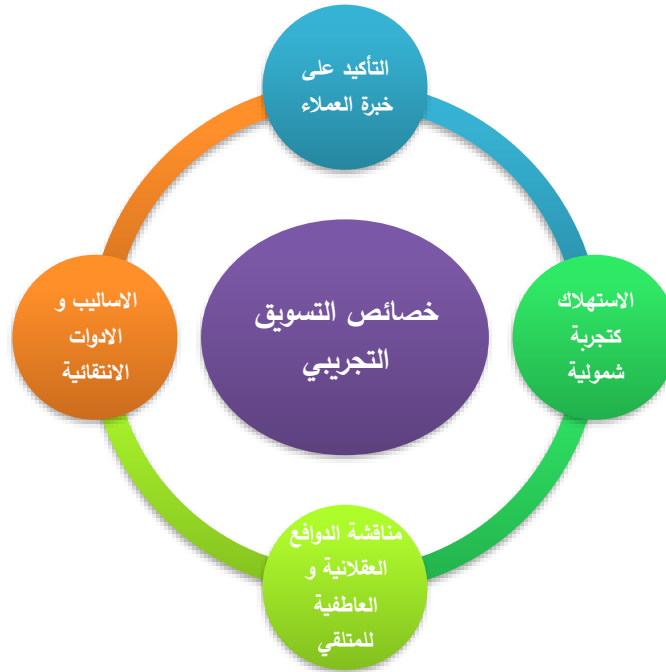 التأكيد على
خبرة العملاء
الاستهلاك
كتجربة
شمولية
خصائص التسويق
التجريبي
الاساليب و
الادوات
الانتقائية
مناقشة الدوافع
العقلانية و
العاطفية
للمتلقي